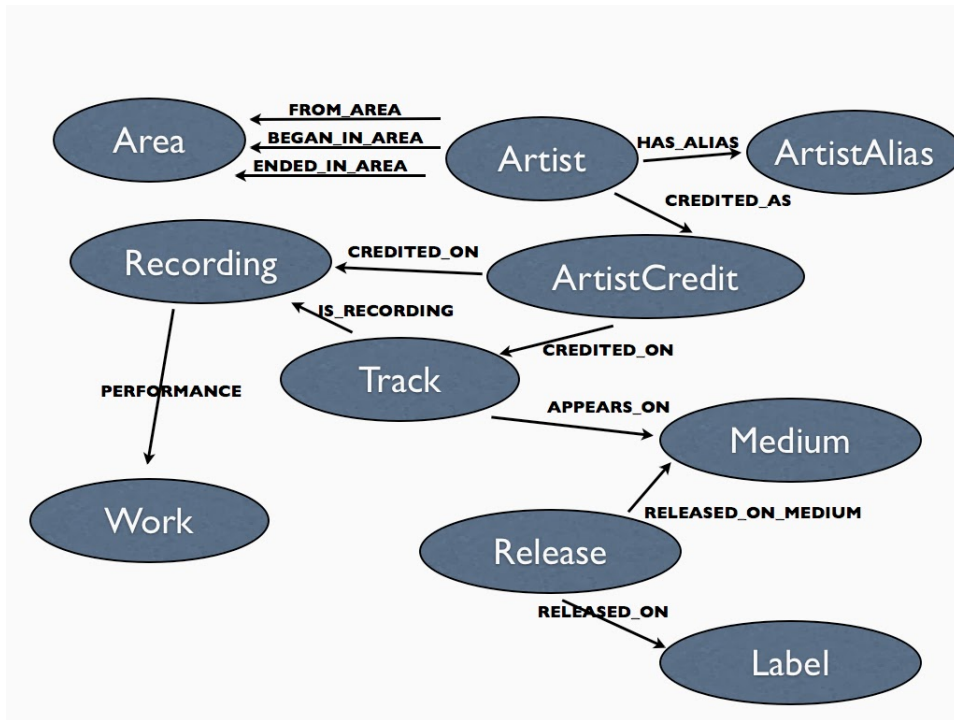 FROM_AREA
Area
BEGAN_IN_AREA
ENDED_IN_AREA
Artist
HAS_ALIAS
ArtistAlias
CREDITED_AS
Recording
CREDITED_ON
ArtistCredit
IS_RECORDING
CREDITED_ON
Track
PERFORMANCE
APPEARS_ON
Medium
Work
RELEASED_ON_MEDIUM
Release
RELEASED_ON
Label